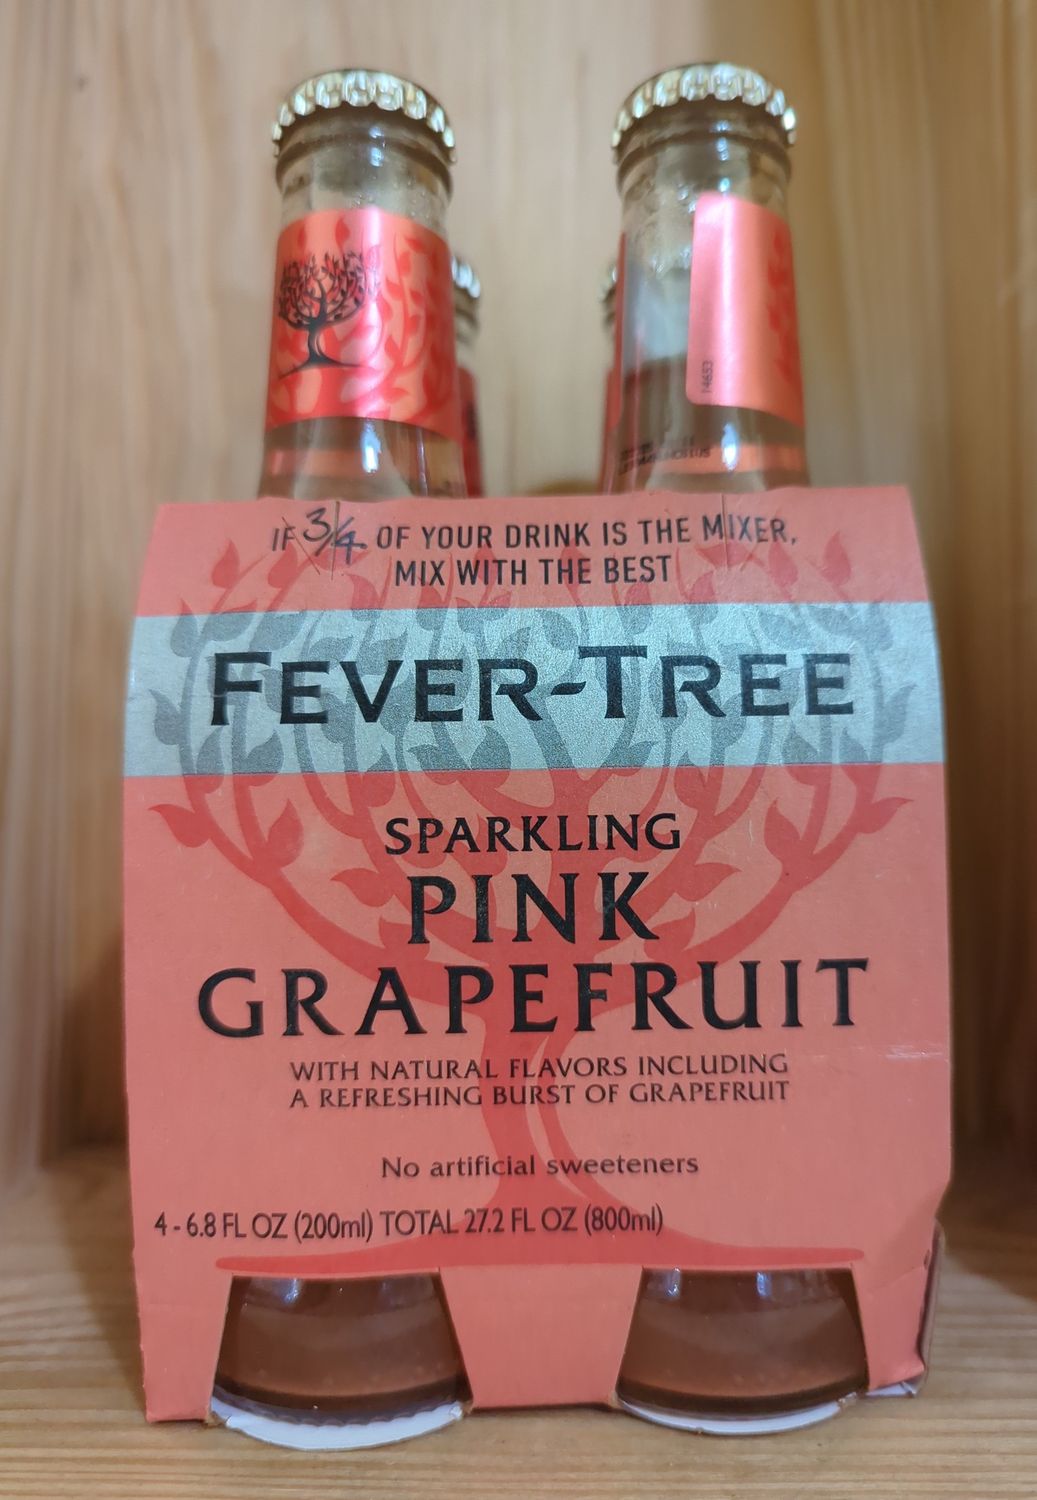 14653
IF 3/4 OF YOUR DRINK IS THE MIXER,
MIX WITH THE BEST
FEVER-TREE
SPARKLING
PINK
GRAPEFRUIT
WITH NATURAL FLAVORS INCLUDING
A REFRESHING BURST OF GRAPEFRUIT
No artificial sweeteners
4 - 6.8 FL OZ (200ml) TOTAL 27.2 FL OZ (800ml)